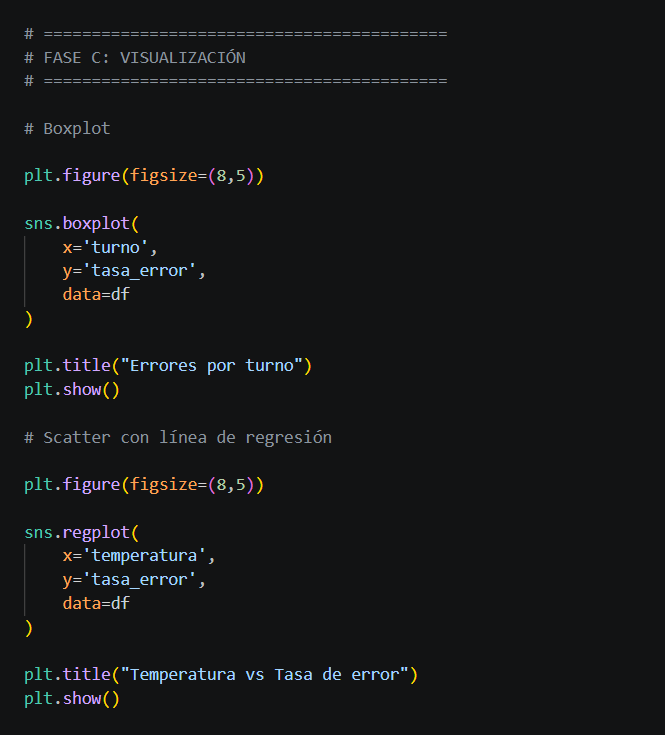 # ==========================================
# FASE C: VISUALIZACIÓN
# ==========================================
# Boxplot
plt.figure(figsize=(8,5))
sns.boxplot(
    x='turno',
    y='tasa_error',
    data=df
)
plt.title("Errores por turno")
plt.show()
# Scatter con línea de regresión
plt.figure(figsize=(8,5))
sns.regplot(
    x='temperatura',
    y='tasa_error',
    data=df
)
plt.title("Temperatura vs Tasa de error")
plt.show()